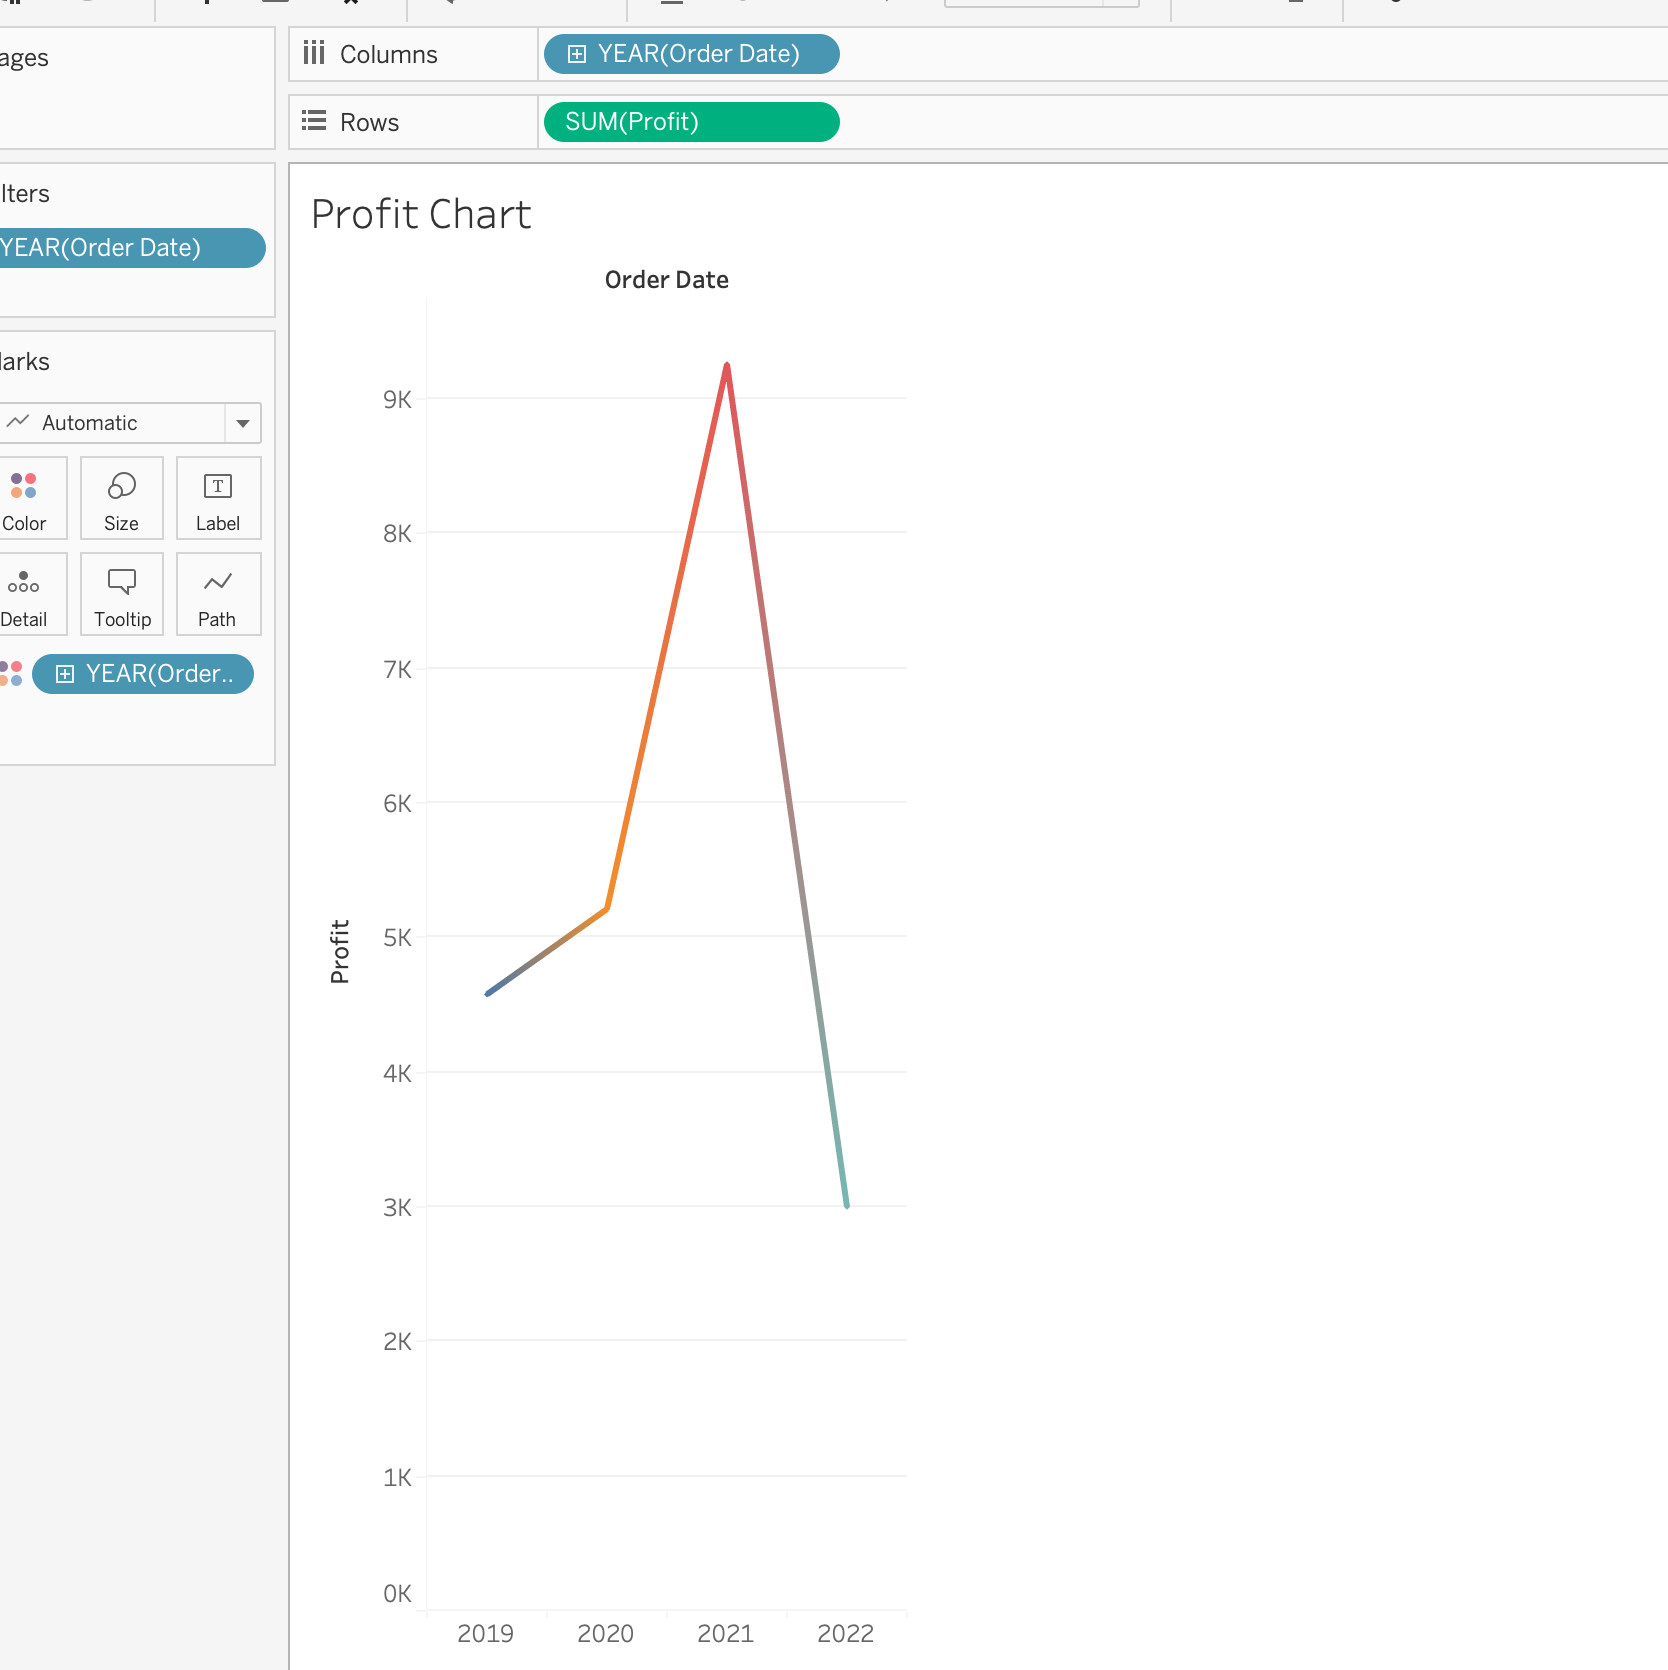 ages
Columns
YEAR(Order Date)
Rows
SUM(Profit)
lters
YEAR(Order Date)
arks
Automatic
Color
Size
T
Label
Detail
Tooltip
Path
YEAR(Order..
Profit Chart
Order Date
9K
8K
7K
6K
5K
4K
3K
2K
1K
0K
Profit
2019
2020
2021
2022